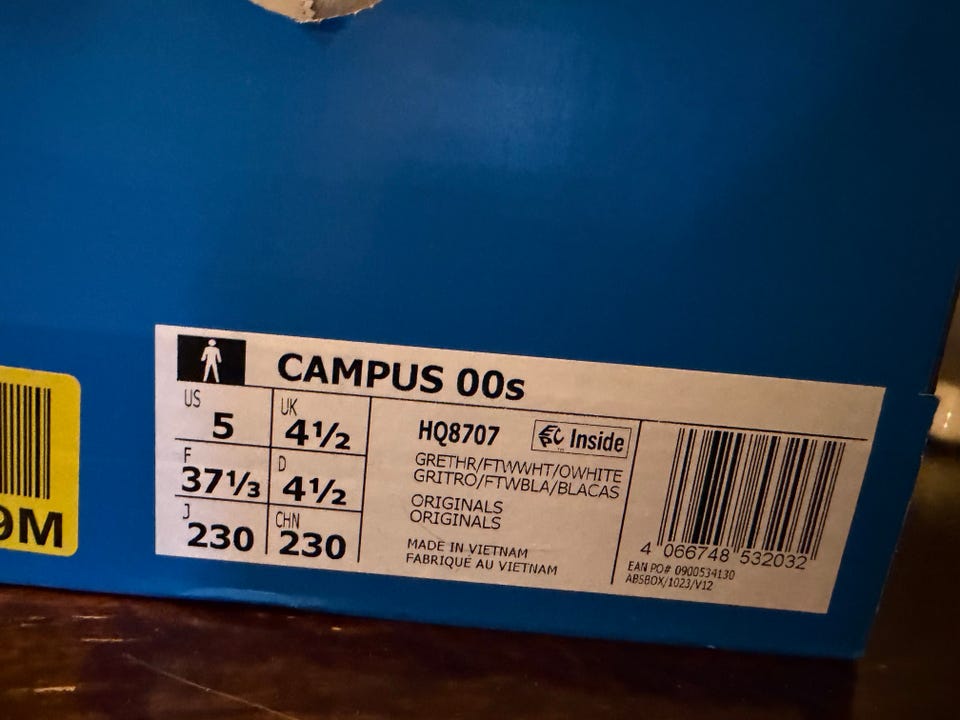 CAMPUS 00s
US 5
UK 4½
F 37⅓
D 4½
J 230
CHN 230
HQ8707
Inside
GRETHR/FTWWHT/OWHITE
GRITRO/FTWBLA/BLACAS
ORIGINALS
ORIGINALS
MADE IN VIETNAM
FABRIQUÉ AU VIETNAM
4 066748 532032
EAN PO# 0900534130
ABSBOX/1023/V12
9M